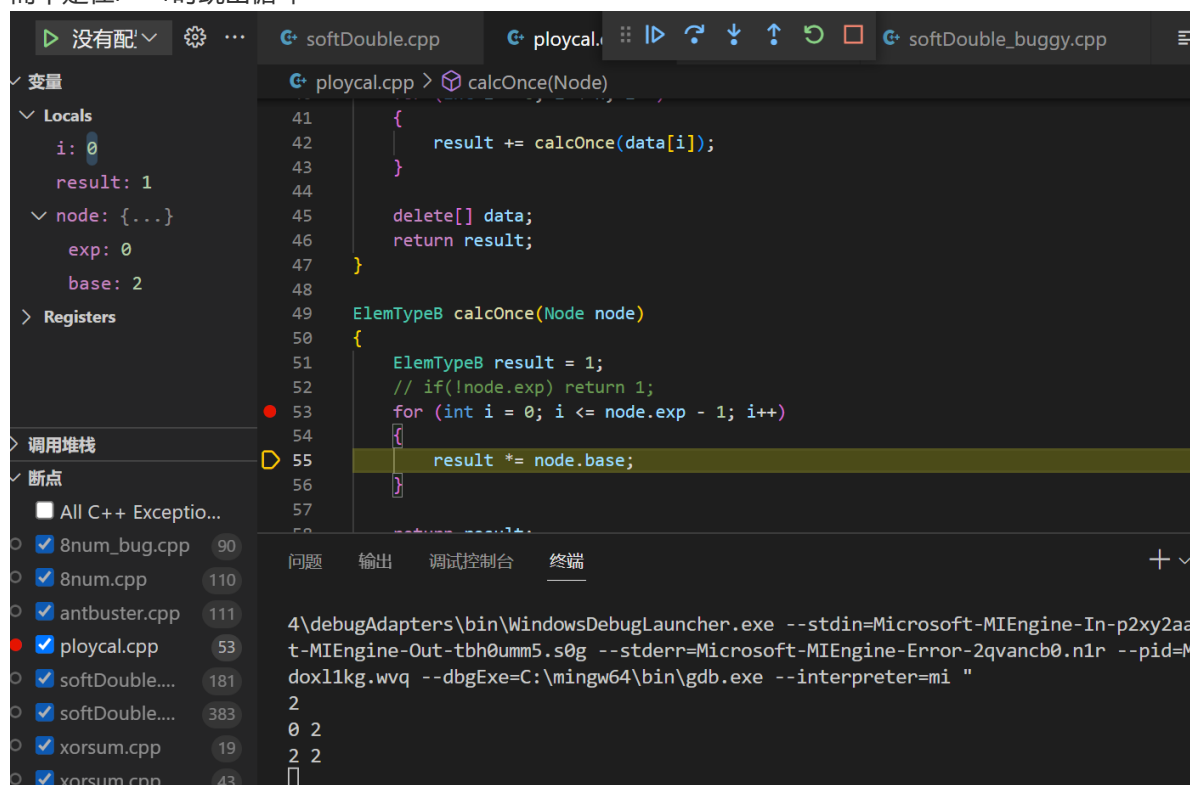 没有配
softDouble.cpp
ploycal.
softDouble_buggy.cpp
变量
ploycal.cpp > calcOnce(Node)
Locals
i: 0
result: 1
node: {...}
exp: 0
base: 2
Registers
41 {
42 result += calcOnce(data[i]);
43 }
44
45 delete[] data;
46 return result;
47 }
48
49 ElemTypeB calcOnce(Node node)
50 {
51 ElemTypeB result = 1;
52 // if(!node.exp) return 1;
53 for (int i = 0; i <= node.exp - 1; i++)
54 {
55 result *= node.base;
56 }
57
调用堆栈
断点
All C++ Exceptio...
8num_bug.cpp 90
8num.cpp 110
antbuster.cpp 111
ploycal.cpp 53
softDouble.... 181
softDouble.... 383
xorsum.cpp 19
xorsum.cpp 43
问题 输出 调试控制台 终端
4\debugAdapters\bin\WindowsDebugLauncher.exe --stdin=Microsoft-MIEngine-In-p2xy2aa
t-MIEngine-Out-tbh0umm5.s0g --stderr=Microsoft-MIEngine-Error-2qvancb0.n1r --pid=M
doxl1kg.wvq --dbgExe=C:\mingw64\bin\gdb.exe --interpreter=mi "
2
0 2
2 2